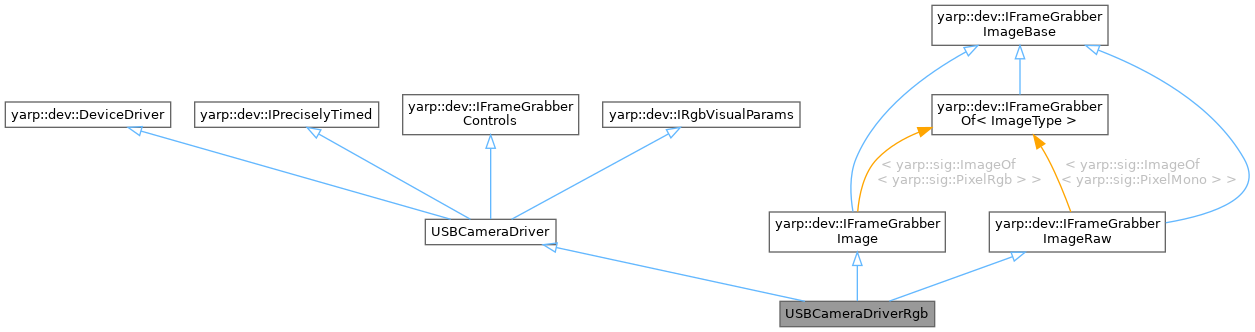 yarp::dev::IFrameGrabber
ImageBase
yarp::dev::DeviceDriver
yarp::dev::IPreciselyTimed
yarp::dev::IFrameGrabber
Controls
yarp::dev::IRgbVisualParams
yarp::dev::IFrameGrabber
Of< ImageType >
< yarp::sig::ImageOf
< yarp::sig::PixelRgb > >
< yarp::sig::ImageOf
< yarp::sig::PixelMono > >
USBCameraDriver
yarp::dev::IFrameGrabber
Image
yarp::dev::IFrameGrabber
ImageRaw
USBCameraDriverRgb